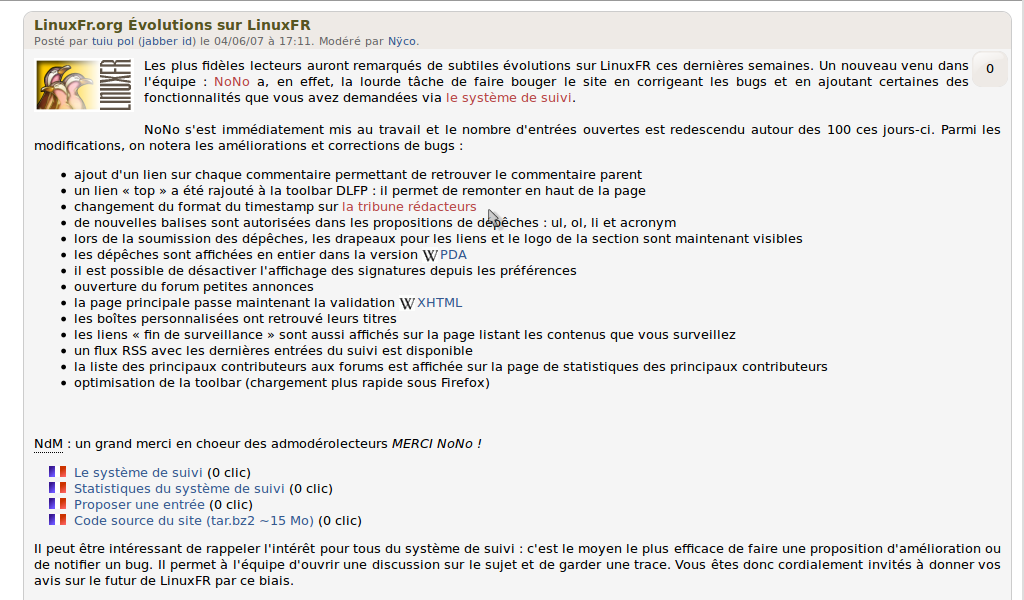 LinuxFr.org Évolutions sur LinuxFR
Posté par tuiu pol (jabber id) le 04/06/07 à 17:11. Modéré par Nÿco.
LINUXFR
Les plus fidèles lecteurs auront remarqués de subtiles évolutions sur LinuxFR ces dernières semaines. Un nouveau venu dans
0
l'équipe : NoNo a, en effet, la lourde tâche de faire bouger le site en corrigeant les bugs et en ajoutant certaines des
fonctionnalités que vous avez demandées via le système de suivi.
NoNo s'est immédiatement mis au travail et le nombre d'entrées ouvertes est redescendu autour des 100 ces jours-ci. Parmi les
modifications, on notera les améliorations et corrections de bugs :
• ajout d'un lien sur chaque commentaire permettant de retrouver le commentaire parent
• un lien « top » a été rajouté à la toolbar DLFP : il permet de remonter en haut de la page
• changement du format du timestamp sur la tribune rédacteurs
• de nouvelles balises sont autorisées dans les propositions de dépêches : ul, ol, li et acronym
• lors de la soumission des dépêches, les drapeaux pour les liens et le logo de la section sont maintenant visibles
• les dépêches sont affichées en entier dans la version W PDA
• il est possible de désactiver l'affichage des signatures depuis les préférences
• ouverture du forum petites annonces
• la page principale passe maintenant la validation W XHTML
• les boîtes personnalisées ont retrouvé leurs titres
• les liens « fin de surveillance » sont aussi affichés sur la page listant les contenus que vous surveillez
• un flux RSS avec les dernières entrées du suivi est disponible
• la liste des principaux contributeurs aux forums est affichée sur la page de statistiques des principaux contributeurs
• optimisation de la toolbar (chargement plus rapide sous Firefox)
NdM : un grand merci en choeur des admodérolecteurs MERCI NoNo !
Le système de suivi (0 clic)
Statistiques du système de suivi (0 clic)
Proposer une entrée (0 clic)
Code source du site (tar.bz2 ~15 Mo) (0 clic)
Il peut être intéressant de rappeler l'intérêt pour tous du système de suivi : c'est le moyen le plus efficace de faire une proposition d'amélioration ou
de notifier un bug. Il permet à l'équipe d'ouvrir une discussion sur le sujet et de garder une trace. Vous êtes donc cordialement invités à donner vos
avis sur le futur de LinuxFR par ce biais.